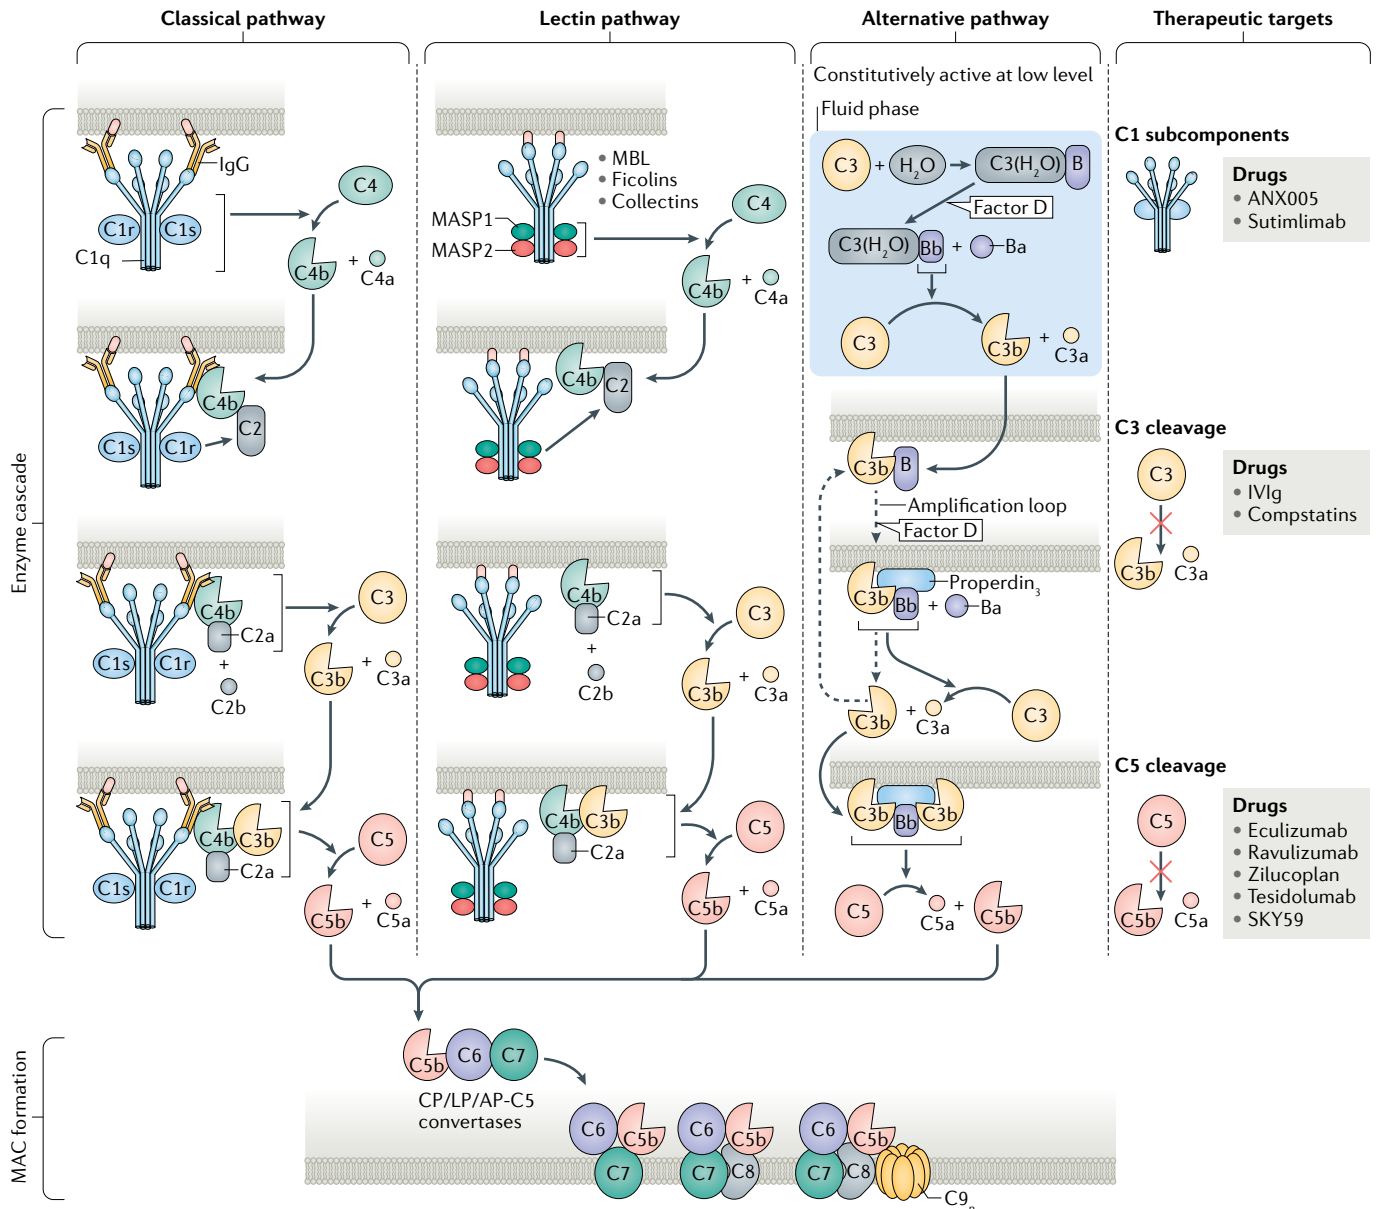 Classical pathway
Lectin pathway
Alternative pathway
Therapeutic targets
Enzyme cascade
IgG
C4
C1r
C1s
C1q
C4b
+
C4a
C4b
C2
C1s
C1r
C4b
C2a
+
C2b
C1s
C1r
C3
C3b
+
C3a
C4b
C3b
C2a
C1s
C1r
C5
C5b
+
C5a
• MBL
• Ficolins
• Collectins
MASP1
MASP2
C4
C4b
+
C4a
C4b
C2
C4b
C2a
+
C2b
C3
C3b
+
C3a
C4b
C3b
C2a
C5
C5b
+
C5a
Constitutively active at low level
Fluid phase
C3 + H₂O
C3(H₂O) B
Factor D
C3(H₂O) Bb + Ba
C3
C3b + C3a
C3b B
Amplification loop
Factor D
Properdin₃
C3b Bb + Ba
C3b + C3a
C3
C3b Bb C3b
C5
C5a + C5b
C1 subcomponents
Drugs
• ANX005
• Sutimlimab
C3 cleavage
C3
C3b
C3a
Drugs
• IVIg
• Compstatins
C5 cleavage
C5
C5b
C5a
Drugs
• Eculizumab
• Ravulizumab
• Zilucoplan
• Tesidolumab
• SKY59
MAC formation
C5b C6 C7
CP/LP/AP-C5
convertases
C6 C5b
C7
C6 C5b
C7 C8
C6 C5b
C7 C8
C9ₙ